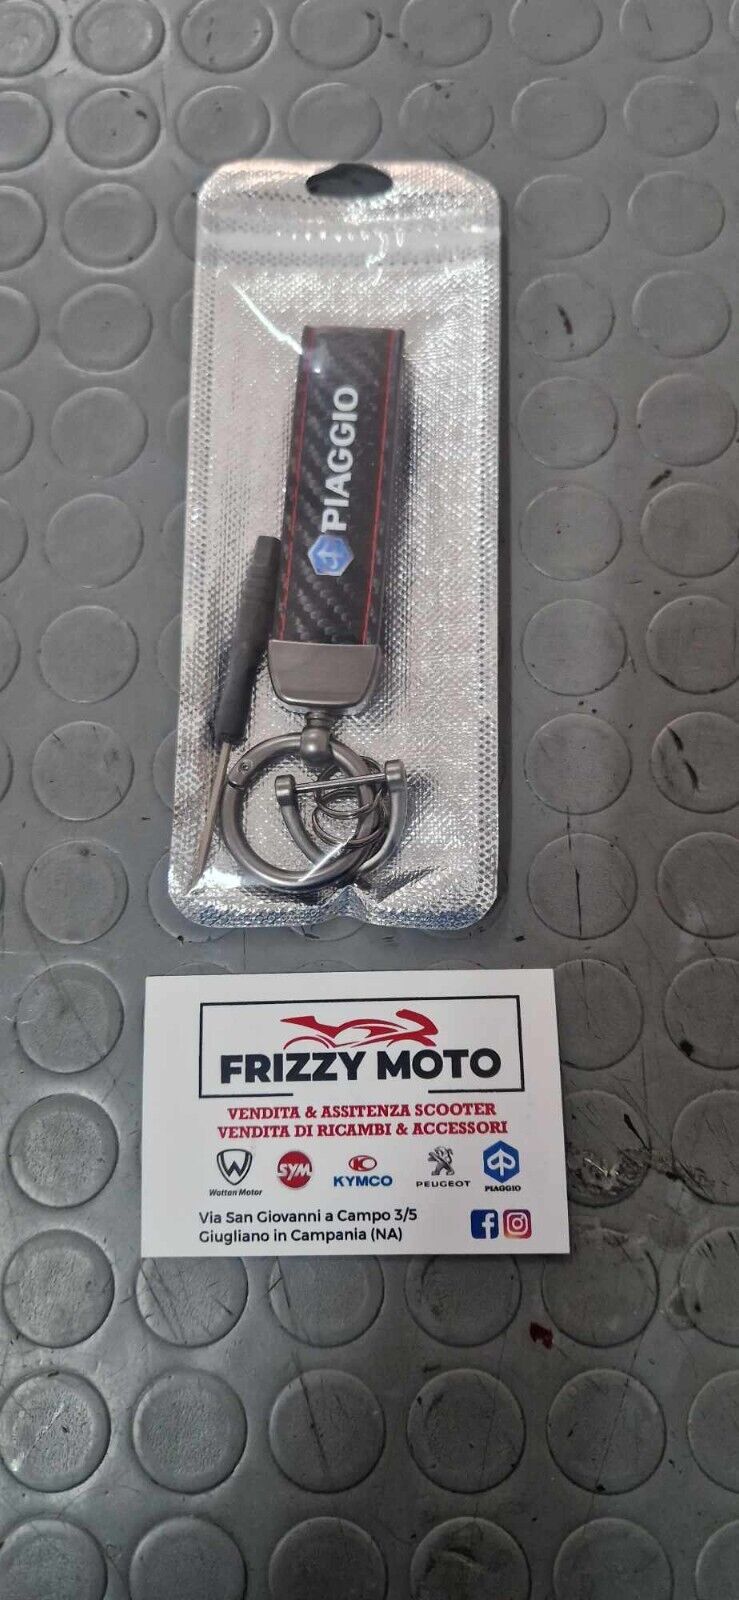 PIAGGIO
FRIZZY MOTO
VENDITA & ASSITENZA SCOOTER
VENDITA DI RICAMBI & ACCESSORI
Wottan Motor
SYM
KYMCO
PEUGEOT
PIAGGIO
Via San Giovanni a Campo 3/5
Giugliano in Campania (NA)